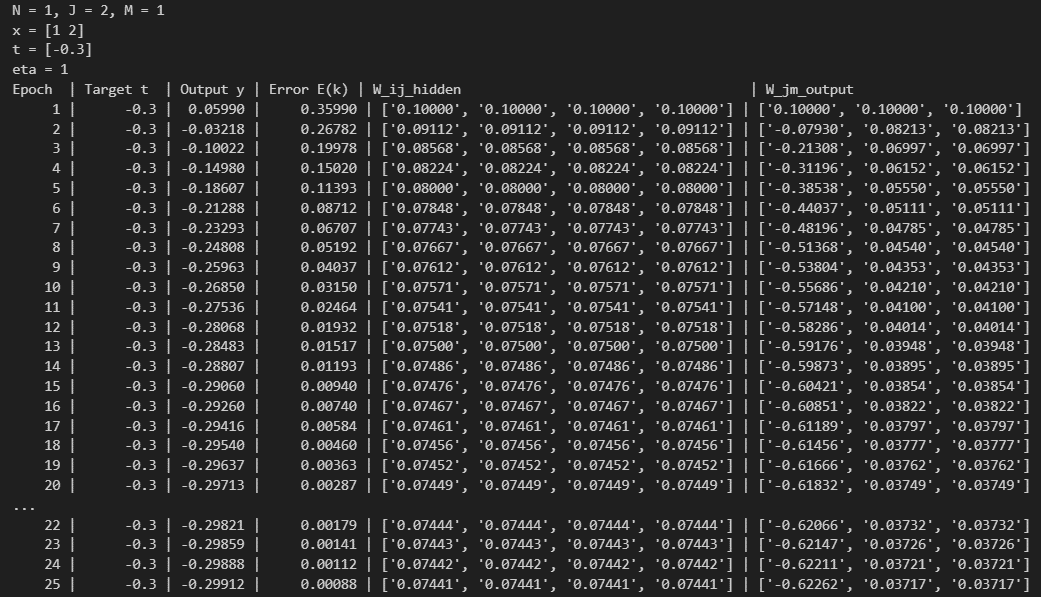 N = 1, J = 2, M = 1
x = [1 2]
t = [-0.3]
eta = 1
Epoch | Target t | Output y | Error E(k) | W_ij_hidden | W_jm_output
1 | -0.3 | 0.05990 | 0.35990 | ['0.10000', '0.10000', '0.10000', '0.10000'] | ['0.10000', '0.10000', '0.10000']
2 | -0.3 | -0.03218 | 0.26782 | ['0.09112', '0.09112', '0.09112', '0.09112'] | ['-0.07930', '0.08213', '0.08213']
3 | -0.3 | -0.10022 | 0.19978 | ['0.08568', '0.08568', '0.08568', '0.08568'] | ['-0.21308', '0.06997', '0.06997']
4 | -0.3 | -0.14980 | 0.15020 | ['0.08224', '0.08224', '0.08224', '0.08224'] | ['-0.31196', '0.06152', '0.06152']
5 | -0.3 | -0.18607 | 0.11393 | ['0.08000', '0.08000', '0.08000', '0.08000'] | ['-0.38538', '0.05550', '0.05550']
6 | -0.3 | -0.21288 | 0.08712 | ['0.07848', '0.07848', '0.07848', '0.07848'] | ['-0.44037', '0.05111', '0.05111']
7 | -0.3 | -0.23293 | 0.06707 | ['0.07743', '0.07743', '0.07743', '0.07743'] | ['-0.48196', '0.04785', '0.04785']
8 | -0.3 | -0.24808 | 0.05192 | ['0.07667', '0.07667', '0.07667', '0.07667'] | ['-0.51368', '0.04540', '0.04540']
9 | -0.3 | -0.25963 | 0.04037 | ['0.07612', '0.07612', '0.07612', '0.07612'] | ['-0.53804', '0.04353', '0.04353']
10 | -0.3 | -0.26850 | 0.03150 | ['0.07571', '0.07571', '0.07571', '0.07571'] | ['-0.55686', '0.04210', '0.04210']
11 | -0.3 | -0.27536 | 0.02464 | ['0.07541', '0.07541', '0.07541', '0.07541'] | ['-0.57148', '0.04100', '0.04100']
12 | -0.3 | -0.28068 | 0.01932 | ['0.07518', '0.07518', '0.07518', '0.07518'] | ['-0.58286', '0.04014', '0.04014']
13 | -0.3 | -0.28483 | 0.01517 | ['0.07500', '0.07500', '0.07500', '0.07500'] | ['-0.59176', '0.03948', '0.03948']
14 | -0.3 | -0.28807 | 0.01193 | ['0.07486', '0.07486', '0.07486', '0.07486'] | ['-0.59873', '0.03895', '0.03895']
15 | -0.3 | -0.29060 | 0.00940 | ['0.07476', '0.07476', '0.07476', '0.07476'] | ['-0.60421', '0.03854', '0.03854']
16 | -0.3 | -0.29260 | 0.00740 | ['0.07467', '0.07467', '0.07467', '0.07467'] | ['-0.60851', '0.03822', '0.03822']
17 | -0.3 | -0.29416 | 0.00584 | ['0.07461', '0.07461', '0.07461', '0.07461'] | ['-0.61189', '0.03797', '0.03797']
18 | -0.3 | -0.29540 | 0.00460 | ['0.07456', '0.07456', '0.07456', '0.07456'] | ['-0.61456', '0.03777', '0.03777']
19 | -0.3 | -0.29637 | 0.00363 | ['0.07452', '0.07452', '0.07452', '0.07452'] | ['-0.61666', '0.03762', '0.03762']
20 | -0.3 | -0.29713 | 0.00287 | ['0.07449', '0.07449', '0.07449', '0.07449'] | ['-0.61832', '0.03749', '0.03749']
...
22 | -0.3 | -0.29821 | 0.00179 | ['0.07444', '0.07444', '0.07444', '0.07444'] | ['-0.62066', '0.03732', '0.03732']
23 | -0.3 | -0.29859 | 0.00141 | ['0.07443', '0.07443', '0.07443', '0.07443'] | ['-0.62147', '0.03726', '0.03726']
24 | -0.3 | -0.29888 | 0.00112 | ['0.07442', '0.07442', '0.07442', '0.07442'] | ['-0.62211', '0.03721', '0.03721']
25 | -0.3 | -0.29912 | 0.00088 | ['0.07441', '0.07441', '0.07441', '0.07441'] | ['-0.62262', '0.03717', '0.03717']